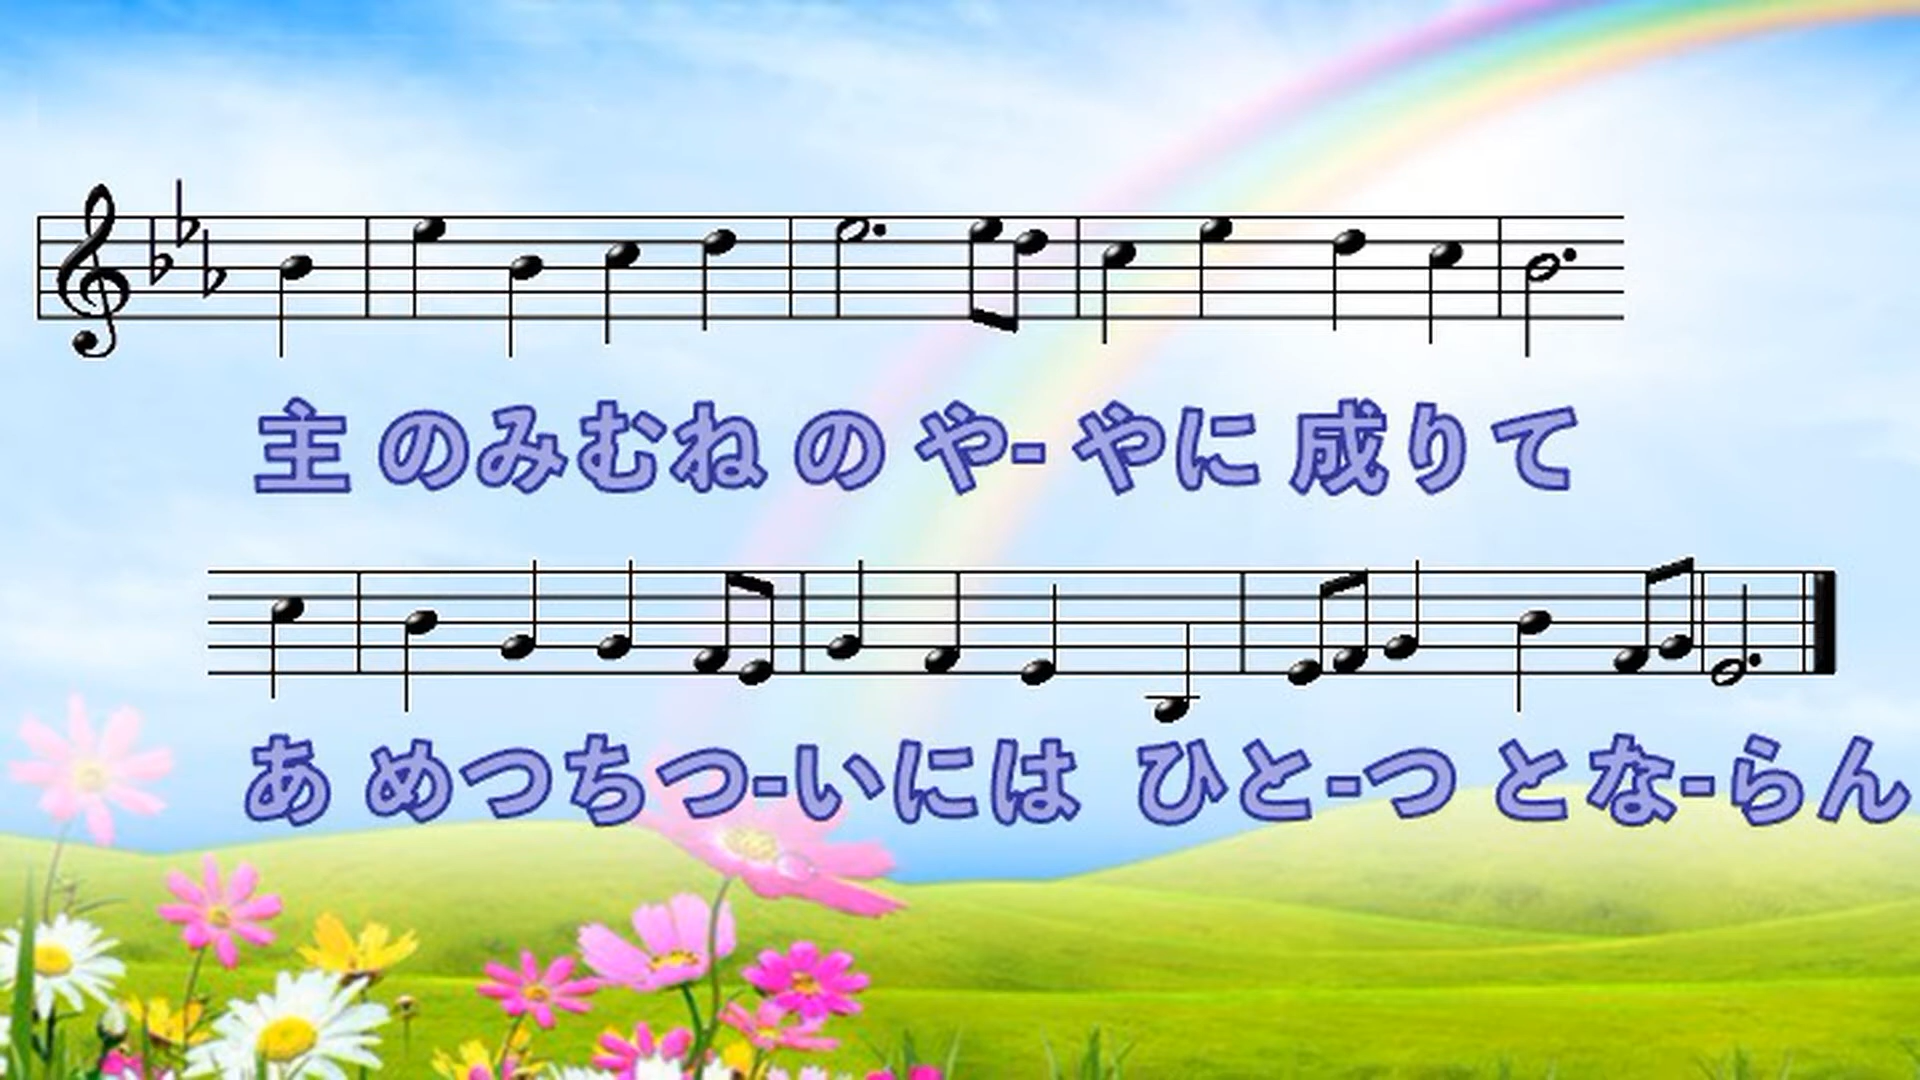 主 のみむね の や- やに 成りて
あ めつちつ-いには ひと-つ とな-らん